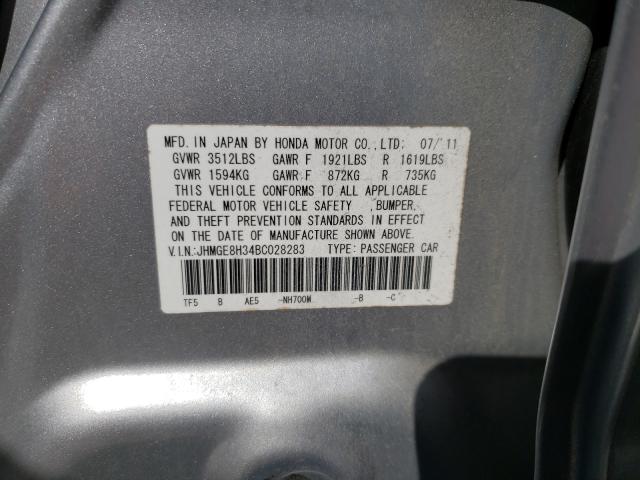 MFD. IN JAPAN BY HONDA MOTOR CO.,LTD; 07/'11
GVWR 3512LBS GAWR F 1921LBS R 1619LBS
GVWR 1594KG GAWR F 872KG R 735KG
THIS VEHICLE CONFORMS TO ALL APPLICABLE
FEDERAL MOTOR VEHICLE SAFETY ,BUMPER,
AND THEFT PREVENTION STANDARDS IN EFFECT
ON THE DATE OF MANUFACTURE SHOWN ABOVE.
V.I.N:JHMGE8H34BC028283 TYPE: PASSENGER CAR
TF5 B AE5 -NH700M -B -C